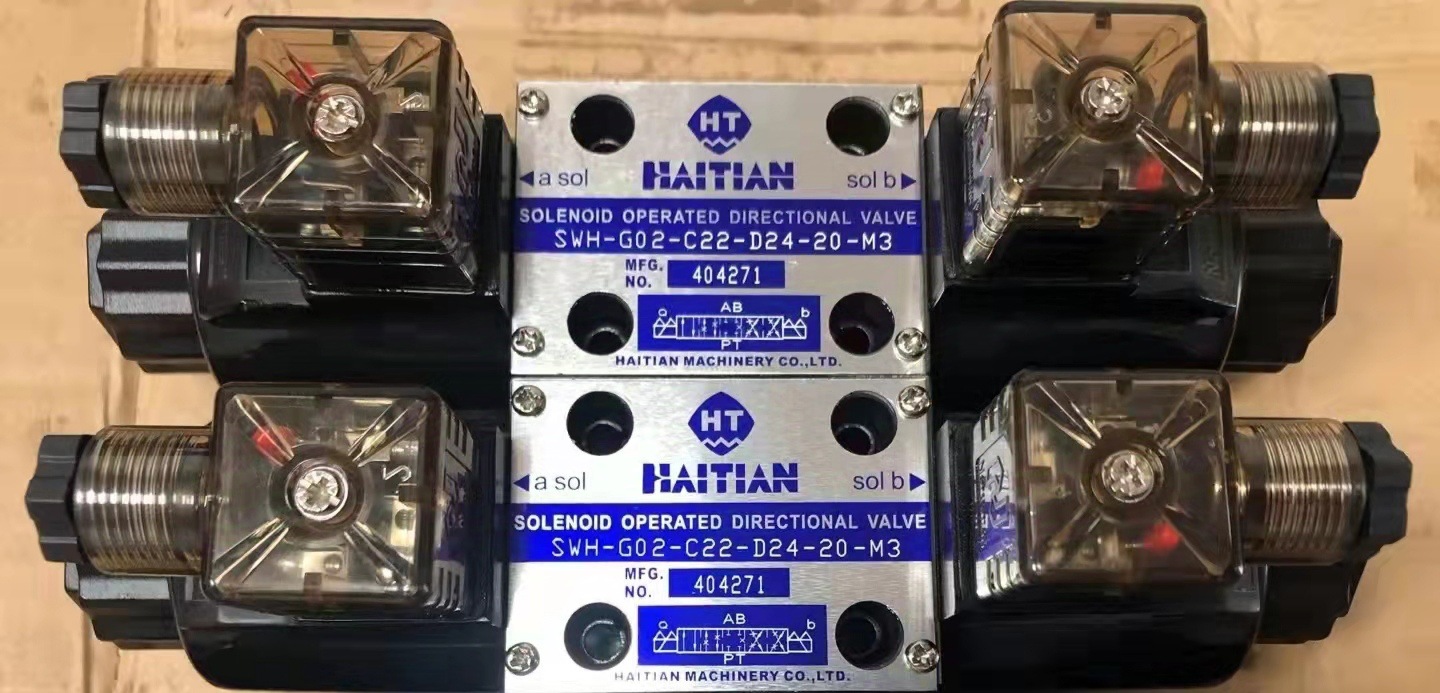 HT
HAITIAN
◀a sol
sol b▶
SOLENOID OPERATED DIRECTIONAL VALVE
SWH-G02-C22-D24-20-M3
MFG. NO. 404271
AB
a b
PT
HAITIAN MACHINERY CO.,LTD.
HT
HAITIAN
◀a sol
sol b▶
SOLENOID OPERATED DIRECTIONAL VALVE
SWH-G02-C22-D24-20-M3
MFG. NO. 404271
AB
a b
PT
HAITIAN MACHINERY CO.,LTD.